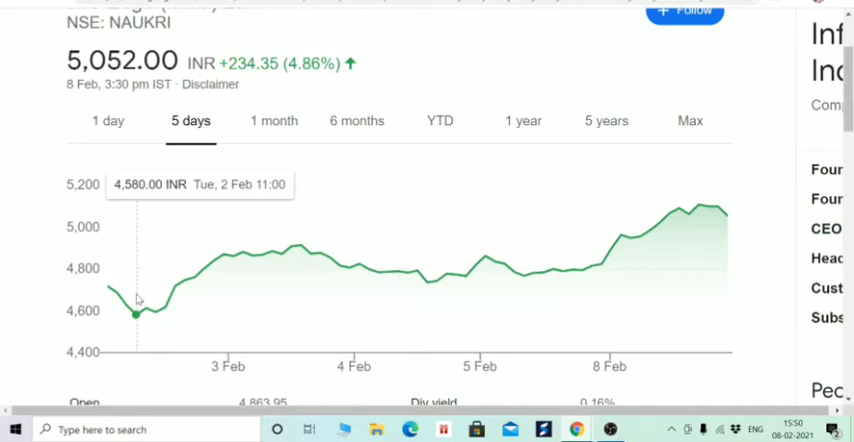 NSE: NAUKRI
+ Follow
5,052.00 INR +234.35 (4.86%) ↑
8 Feb, 3:30 pm IST · Disclaimer
1 day 5 days 1 month 6 months YTD 1 year 5 years Max
4,580.00 INR Tue, 2 Feb 11:00
5,200
5,000
4,800
4,600
4,400
3 Feb 4 Feb 5 Feb 8 Feb
Open 4,863.95 Div yield 0.16%
Inf
Inc
Com
Foun
Foun
CEO
Head
Cust
Subs
Peo
Type here to search
ENG
15:50
08-02-2021
2